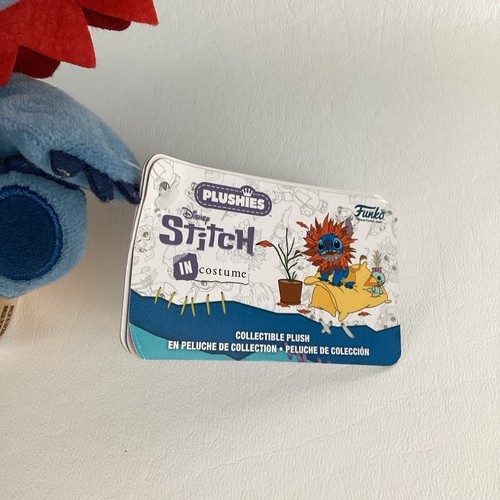 PLUSHIES
Disney
Stitch
IN costume
Funko
COLLECTIBLE PLUSH
EN PELUCHE DE COLLECTION • PELUCHE DE COLECCIÓN